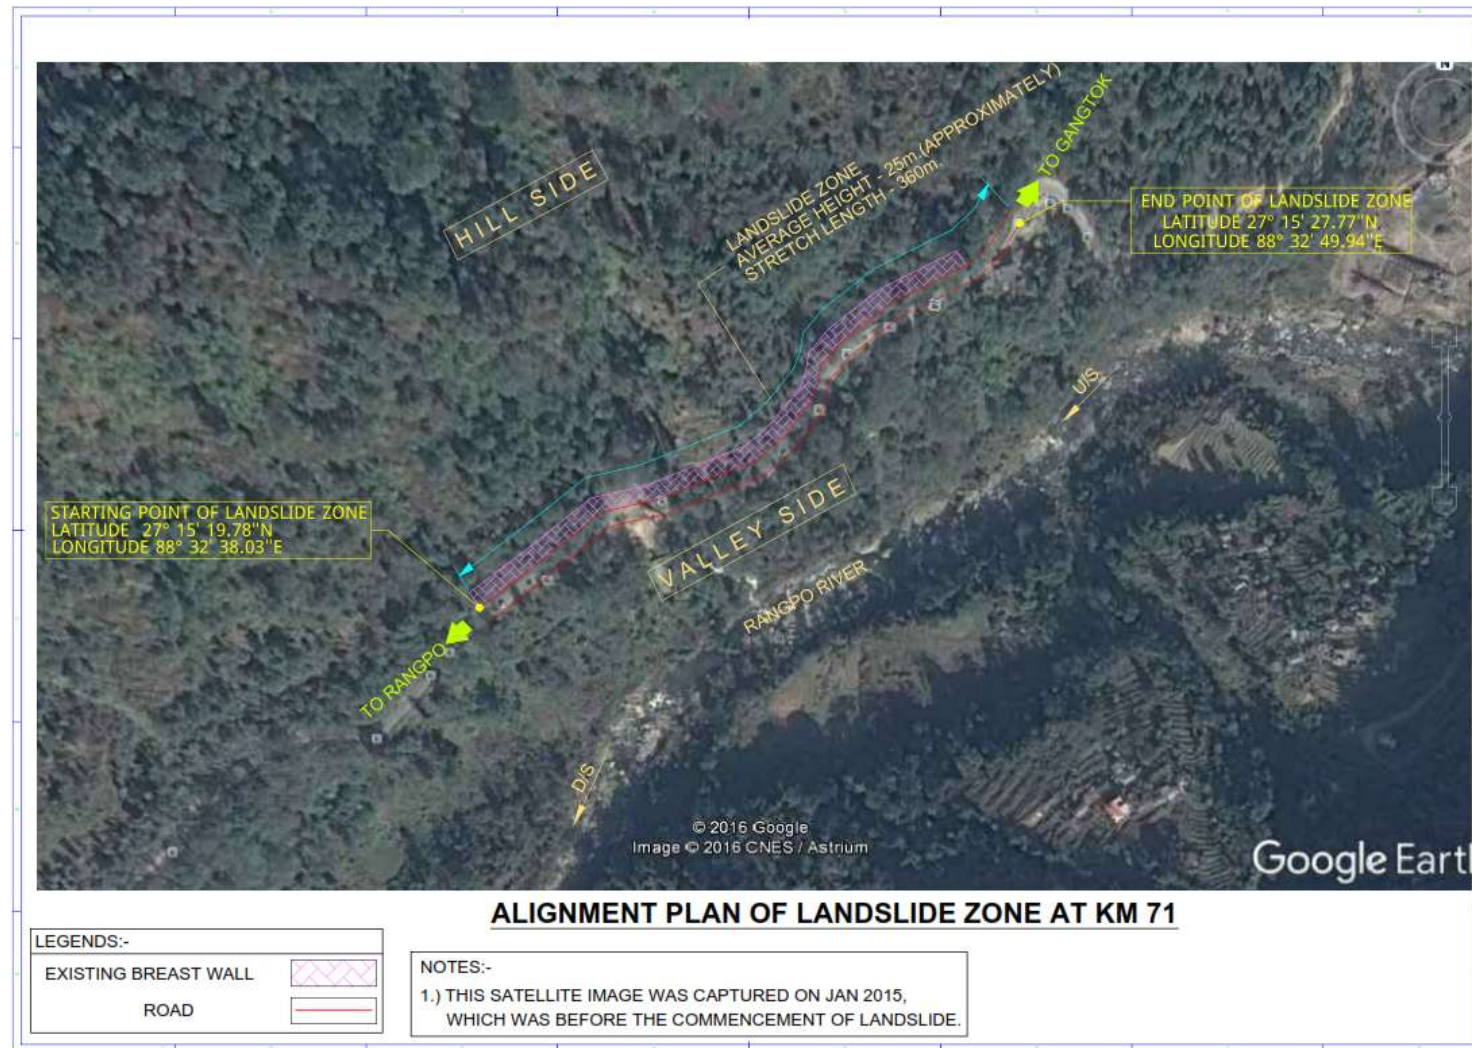 N
HILL SIDE
LANDSLIDE ZONE
AVERAGE HEIGHT - 25m.(APPROXIMATELY)
STRETCH LENGTH - 360m.
TO GANGTOK
END POINT OF LANDSLIDE ZONE
LATITUDE 27° 15' 27.77"N
LONGITUDE 88° 32' 49.94"E
U/S
STARTING POINT OF LANDSLIDE ZONE
LATITUDE 27° 15' 19.78"N
LONGITUDE 88° 32' 38.03"E
VALLEY SIDE
RANGPO RIVER
TO RANGPO
D/S
© 2016 Google
Image © 2016 CNES / Astrium
Google Earth
ALIGNMENT PLAN OF LANDSLIDE ZONE AT KM 71
LEGENDS:-
EXISTING BREAST WALL
ROAD
NOTES:-
1.) THIS SATELLITE IMAGE WAS CAPTURED ON JAN 2015,
WHICH WAS BEFORE THE COMMENCEMENT OF LANDSLIDE.